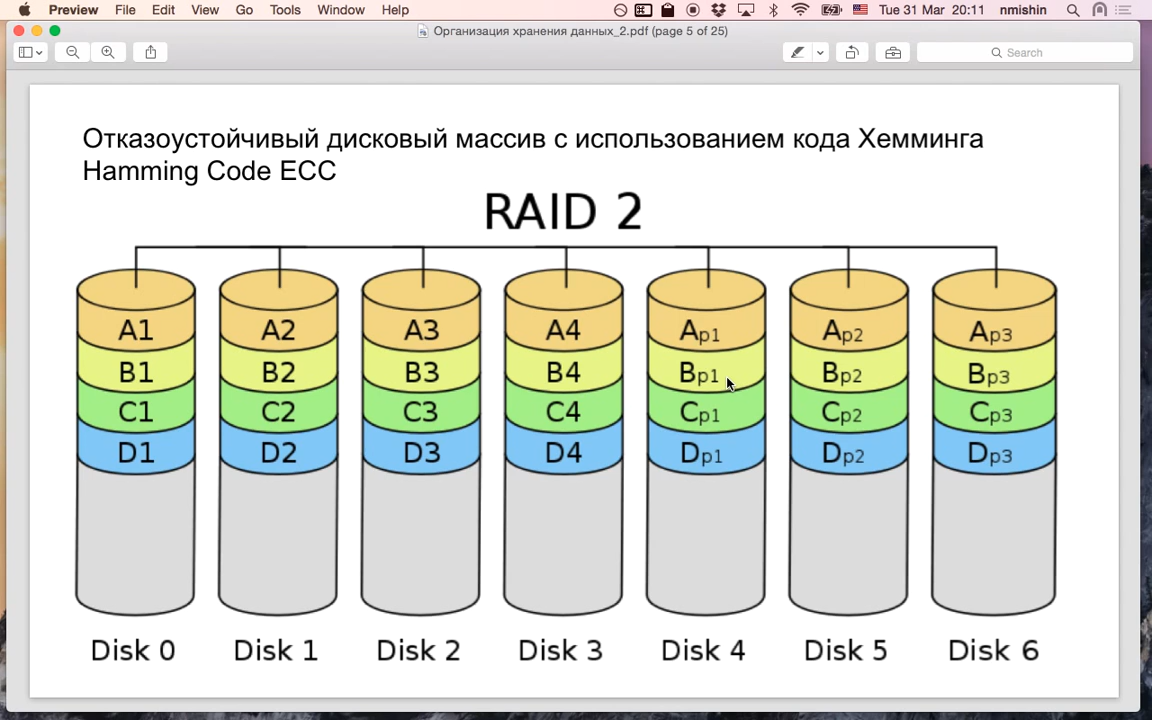 Preview File Edit View Go Tools Window Help Tue 31 Mar 20:11 nmishin
Организация хранения данных_2.pdf (page 5 of 25)
Search
Отказоустойчивый дисковый массив с использованием кода Хемминга
Hamming Code ECC
RAID 2
A1 A2 A3 A4 Ap1 Ap2 Ap3
B1 B2 B3 B4 Bp1 Bp2 Bp3
C1 C2 C3 C4 Cp1 Cp2 Cp3
D1 D2 D3 D4 Dp1 Dp2 Dp3
Disk 0 Disk 1 Disk 2 Disk 3 Disk 4 Disk 5 Disk 6